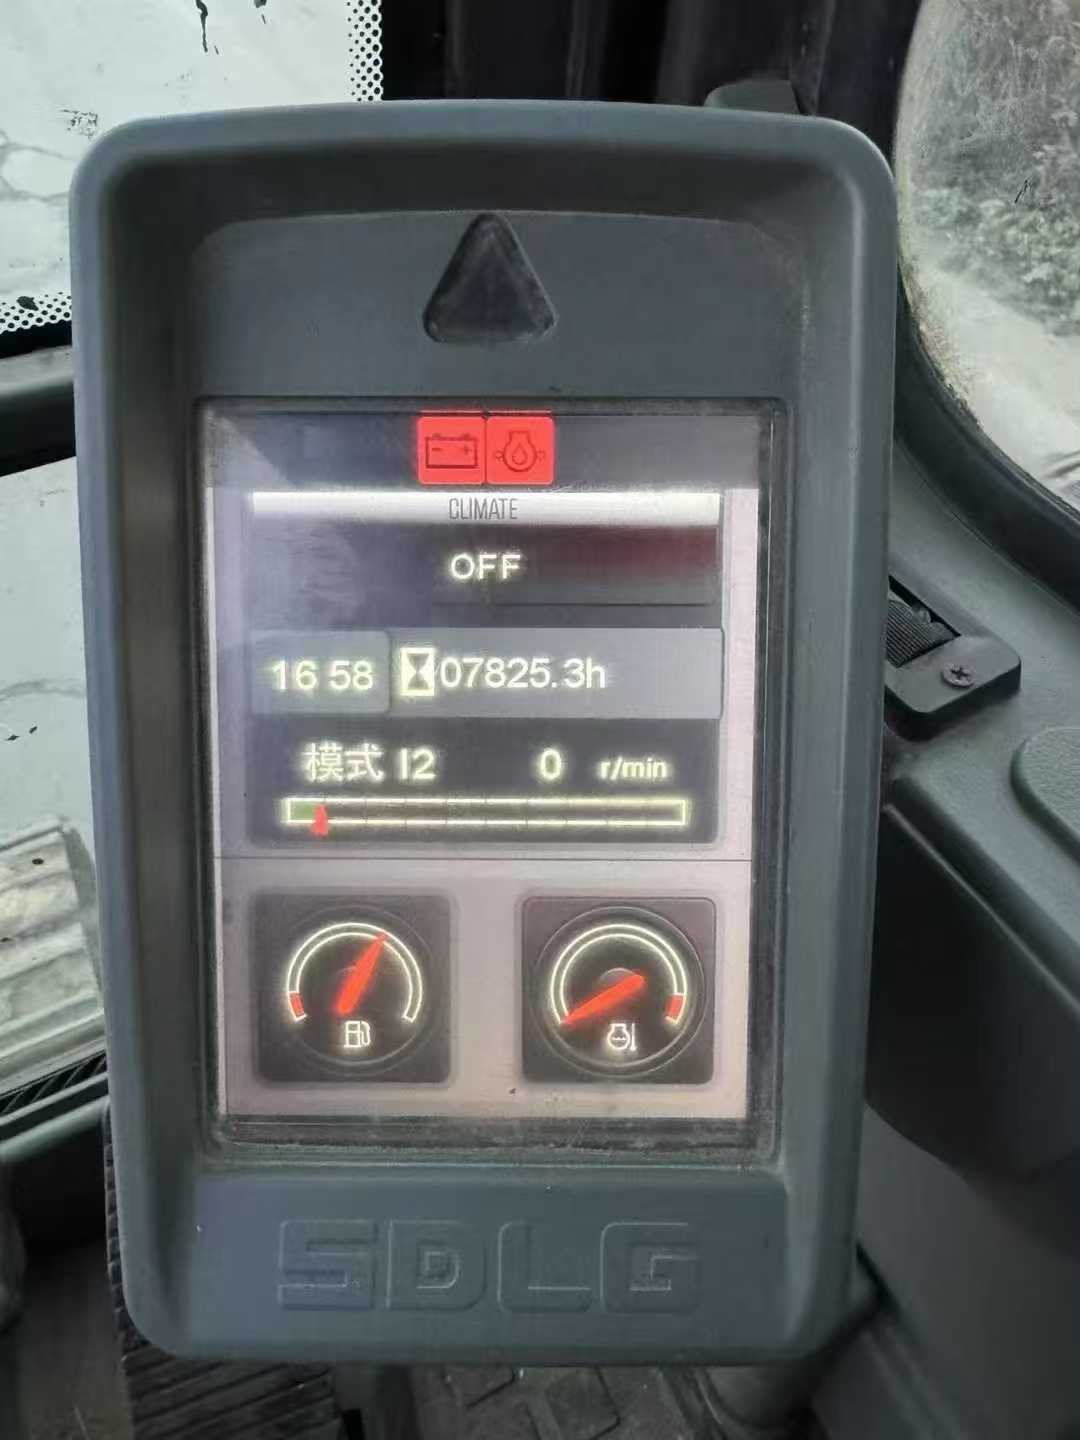 CLIMATE
OFF
16 58 07825.3h
模式 I2 0 r/min
SDLG